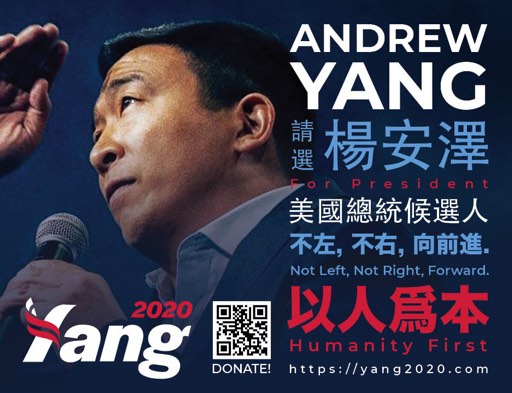 ANDREW
YANG
請選 楊安澤
For President
美國總統候選人
不左, 不右, 向前進.
Not Left, Not Right, Forward.
以人爲本
Humanity First
https://yang2020.com
2020
Yang
DONATE!